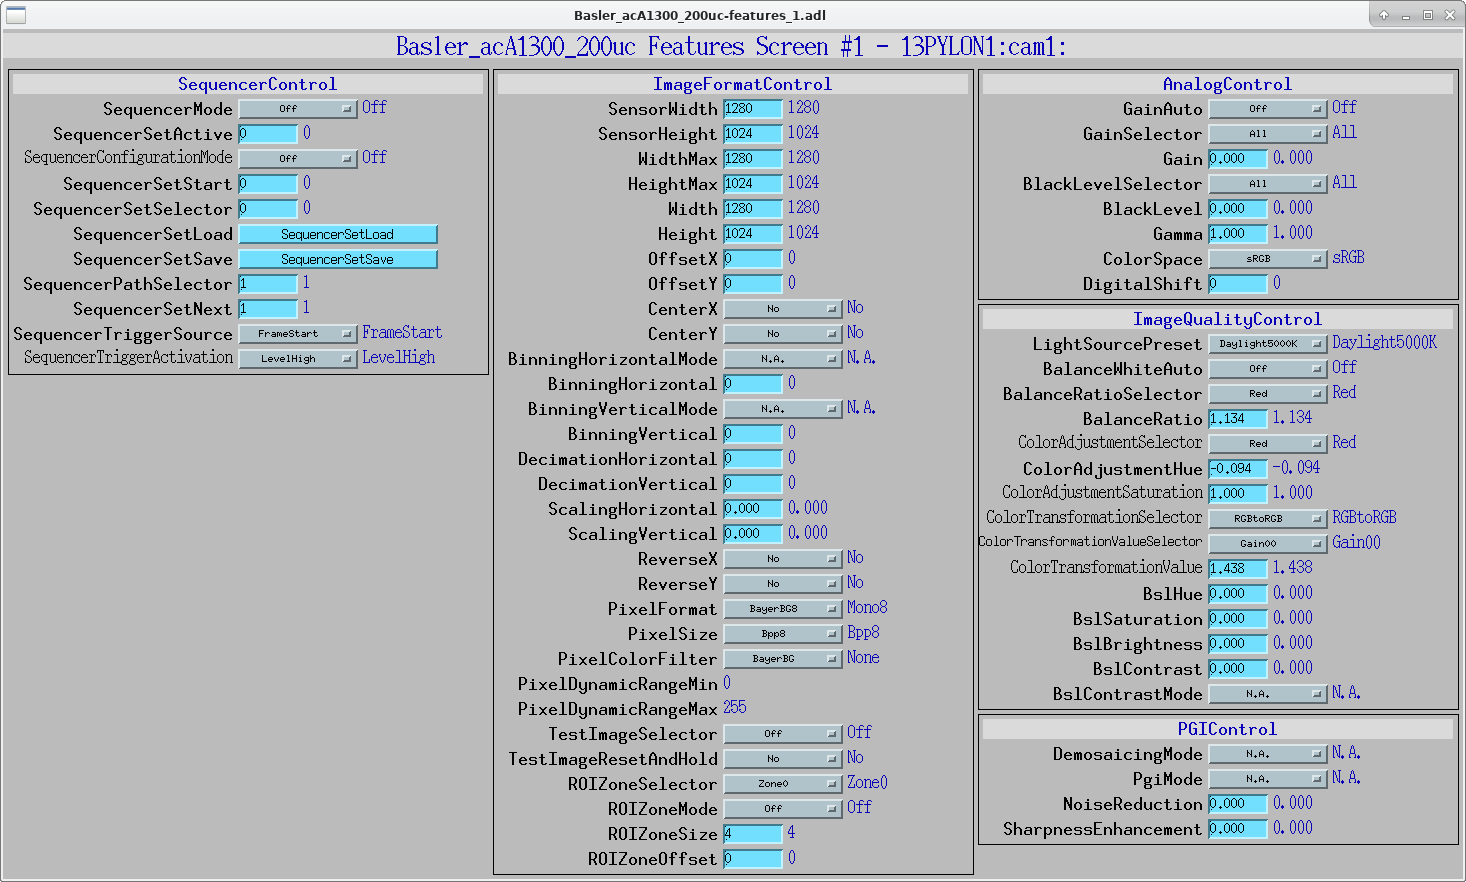 Basler_acA1300_200uc-features_1.adl
Basler_acA1300_200uc Features Screen #1 - 13PYLON1:cam1:
SequencerControl
SequencerMode Off Off
SequencerSetActive 0 0
SequencerConfigurationMode Off Off
SequencerSetStart 0 0
SequencerSetSelector 0 0
SequencerSetLoad SequencerSetLoad
SequencerSetSave SequencerSetSave
SequencerPathSelector 1 1
SequencerSetNext 1 1
SequencerTriggerSource FrameStart FrameStart
SequencerTriggerActivation LevelHigh LevelHigh
ImageFormatControl
SensorWidth 1280 1280
SensorHeight 1024 1024
WidthMax 1280 1280
HeightMax 1024 1024
Width 1280 1280
Height 1024 1024
OffsetX 0 0
OffsetY 0 0
CenterX No No
CenterY No No
BinningHorizontalMode N.A. N.A.
BinningHorizontal 0 0
BinningVerticalMode N.A. N.A.
BinningVertical 0 0
DecimationHorizontal 0 0
DecimationVertical 0 0
ScalingHorizontal 0.000 0.000
ScalingVertical 0.000 0.000
ReverseX No No
ReverseY No No
PixelFormat BayerBG8 Mono8
PixelSize Bpp8 Bpp8
PixelColorFilter BayerBG None
PixelDynamicRangeMin 0
PixelDynamicRangeMax 255
TestImageSelector Off Off
TestImageResetAndHold No No
ROIZoneSelector Zone0 Zone0
ROIZoneMode Off Off
ROIZoneSize 4 4
ROIZoneOffset 0 0
AnalogControl
GainAuto Off Off
GainSelector All All
Gain 0.000 0.000
BlackLevelSelector All All
BlackLevel 0.000 0.000
Gamma 1.000 1.000
ColorSpace sRGB sRGB
DigitalShift 0 0
ImageQualityControl
LightSourcePreset Daylight5000K Daylight5000K
BalanceWhiteAuto Off Off
BalanceRatioSelector Red Red
BalanceRatio 1.134 1.134
ColorAdjustmentSelector Red Red
ColorAdjustmentHue -0.094 -0.094
ColorAdjustmentSaturation 1.000 1.000
ColorTransformationSelector RGBtoRGB RGBtoRGB
ColorTransformationValueSelector Gain00 Gain00
ColorTransformationValue 1.438 1.438
BslHue 0.000 0.000
BslSaturation 0.000 0.000
BslBrightness 0.000 0.000
BslContrast 0.000 0.000
BslContrastMode N.A. N.A.
PGIControl
DemosaicingMode N.A. N.A.
PgiMode N.A. N.A.
NoiseReduction 0.000 0.000
SharpnessEnhancement 0.000 0.000